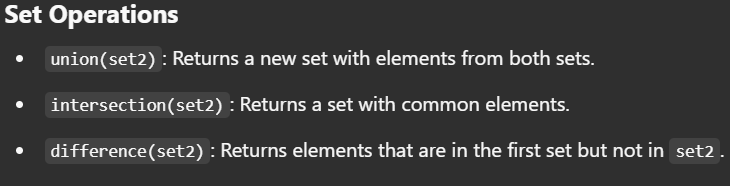 Set Operations
• union(set2): Returns a new set with elements from both sets.
• intersection(set2): Returns a set with common elements.
• difference(set2): Returns elements that are in the first set but not in set2.